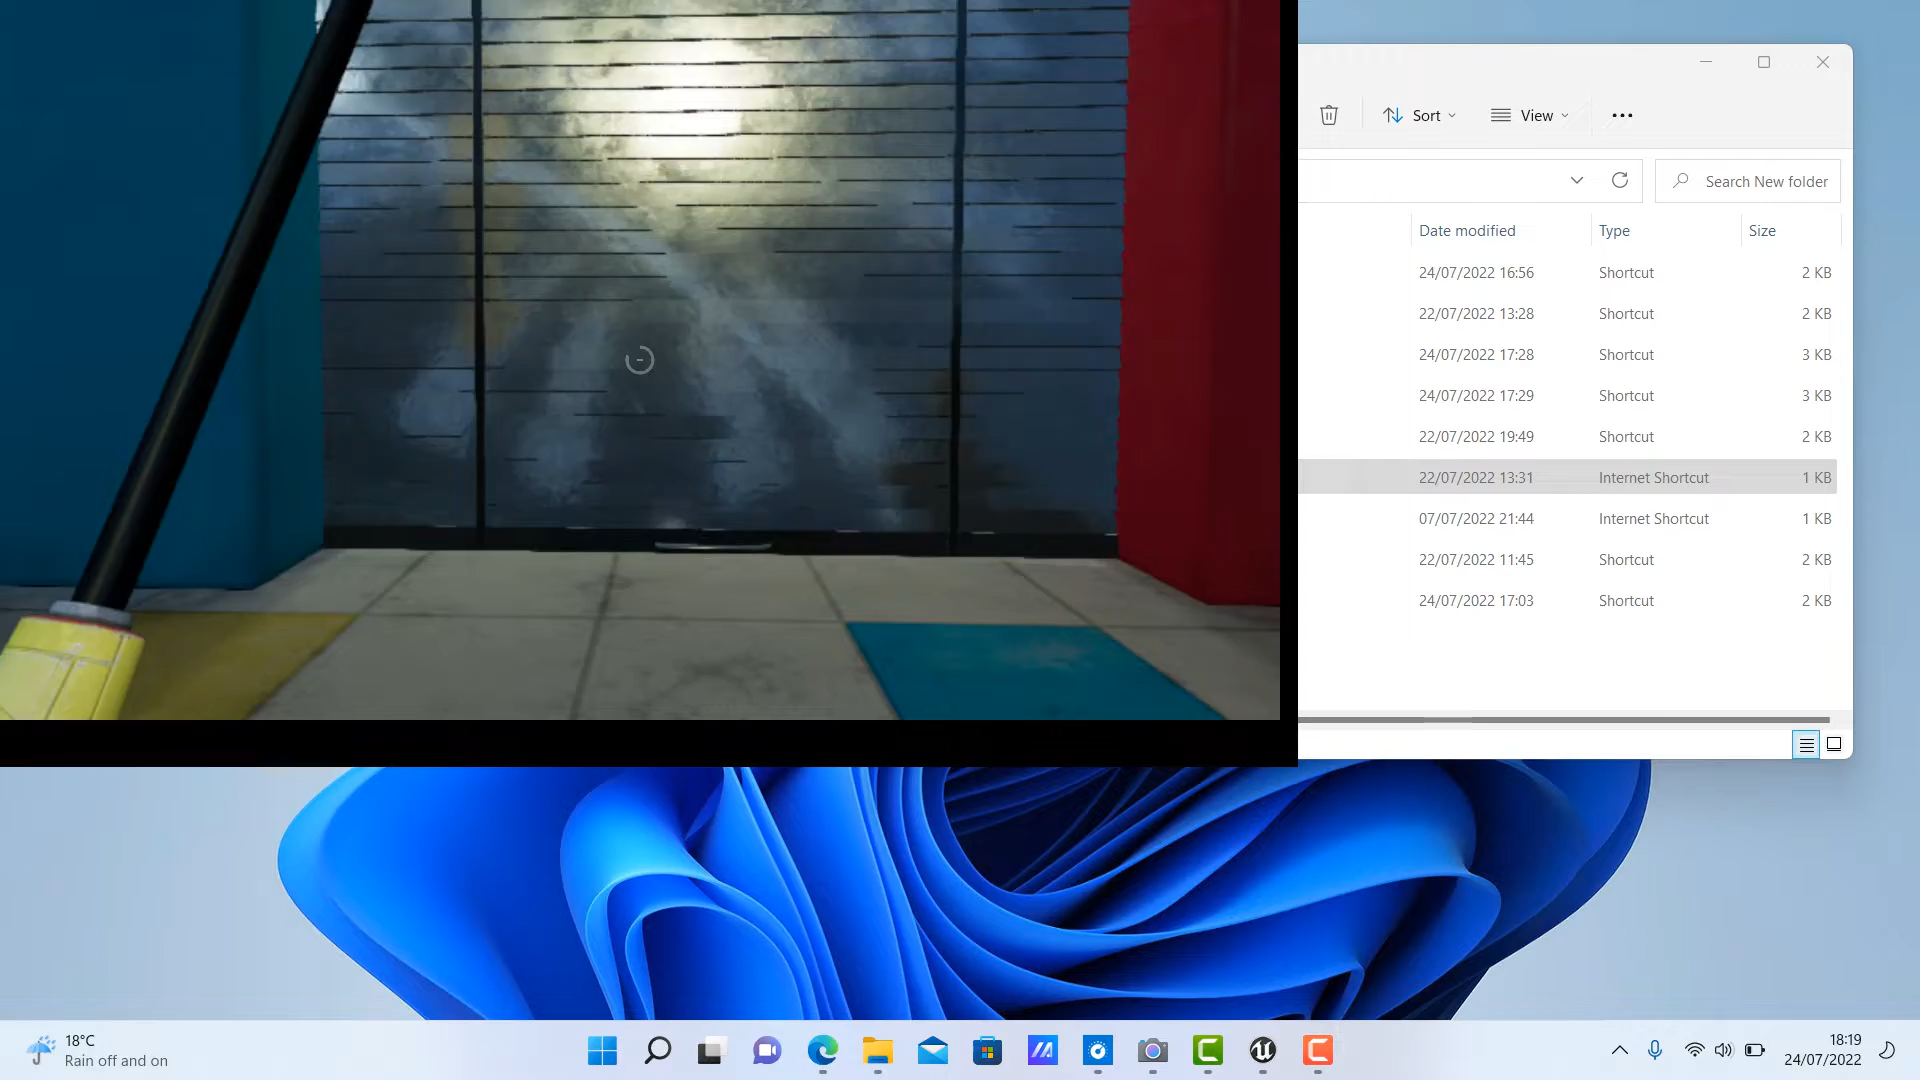 Sort
View
Search New folder
Date modified Type Size
24/07/2022 16:56 Shortcut 2 KB
22/07/2022 13:28 Shortcut 2 KB
24/07/2022 17:28 Shortcut 3 KB
24/07/2022 17:29 Shortcut 3 KB
22/07/2022 19:49 Shortcut 2 KB
22/07/2022 13:31 Internet Shortcut 1 KB
07/07/2022 21:44 Internet Shortcut 1 KB
22/07/2022 11:45 Shortcut 2 KB
24/07/2022 17:03 Shortcut 2 KB
18°C
Rain off and on
18:19
24/07/2022